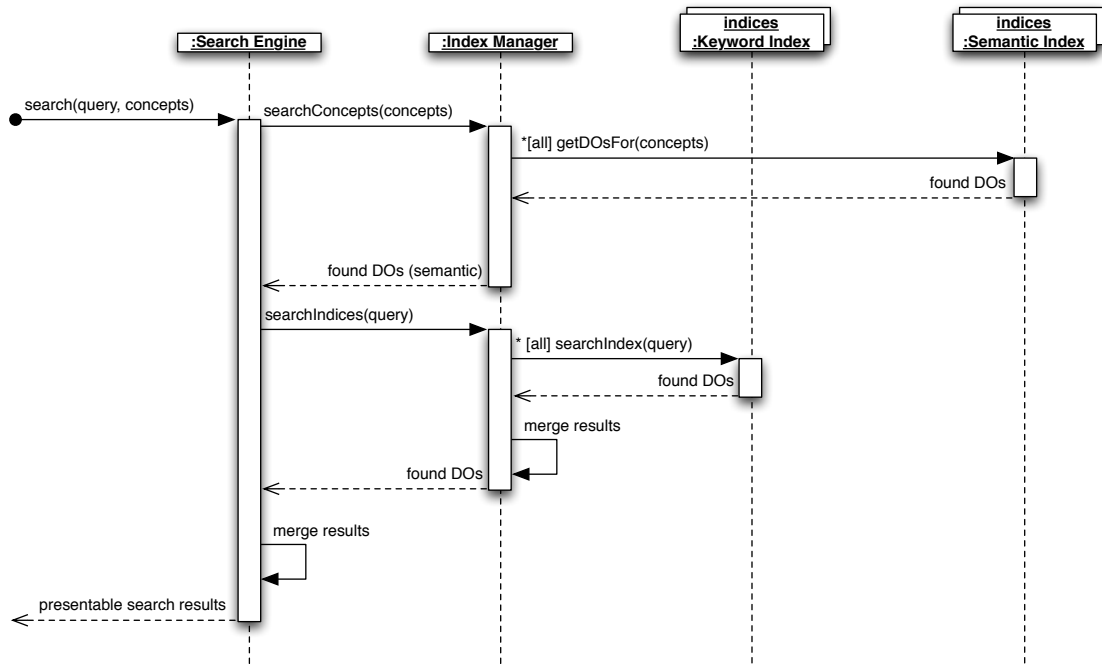 :Search Engine
:Index Manager
indices
:Keyword Index
indices
:Semantic Index
search(query, concepts)
searchConcepts(concepts)
*[all] getDOsFor(concepts)
found DOs
found DOs (semantic)
searchIndices(query)
* [all] searchIndex(query)
found DOs
merge results
found DOs
merge results
presentable search results